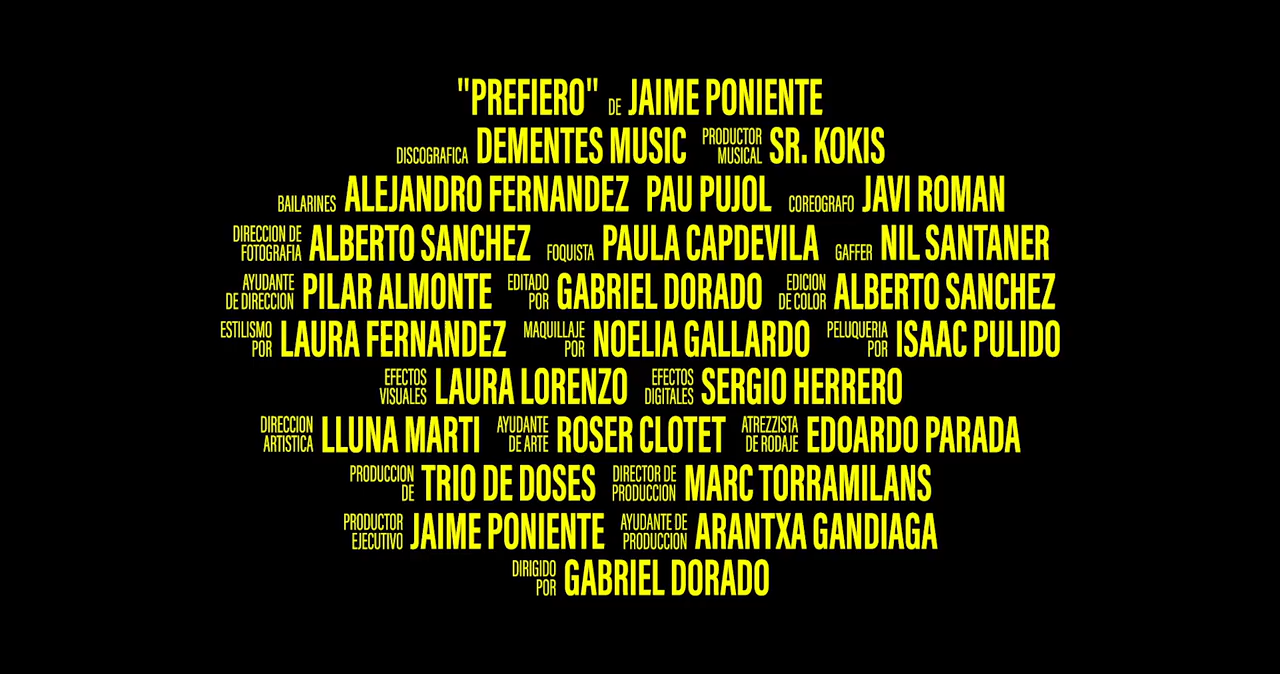 "PREFIERO" DE JAIME PONIENTE
DISCOGRAFICA DEMENTES MUSIC PRODUCTOR MUSICAL SR. KOKIS
BAILARINES ALEJANDRO FERNANDEZ PAU PUJOL COREOGRAFO JAVI ROMAN
DIRECCION DE FOTOGRAFIA ALBERTO SANCHEZ FOQUISTA PAULA CAPDEVILA GAFFER NIL SANTANER
AYUDANTE DE DIRECCION PILAR ALMONTE EDITADO POR GABRIEL DORADO EDICION DE COLOR ALBERTO SANCHEZ
ESTILISMO POR LAURA FERNANDEZ MAQUILLAJE POR NOELIA GALLARDO PELUQUERIA POR ISAAC PULIDO
EFECTOS VISUALES LAURA LORENZO EFECTOS DIGITALES SERGIO HERRERO
DIRECCION ARTISTICA LLUNA MARTI AYUDANTE DE ARTE ROSER CLOTET ATREZZISTA DE RODAJE EDOARDO PARADA
PRODUCCION DE TRIO DE DOSES DIRECTOR DE PRODUCCION MARC TORRAMILANS
PRODUCTOR EJECUTIVO JAIME PONIENTE AYUDANTE DE PRODUCCION ARANTXA GANDIAGA
DIRIGIDO POR GABRIEL DORADO